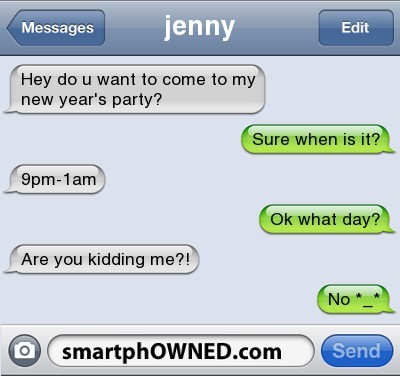 Messages
jenny
Edit
Hey do u want to come to my
new year's party?
Sure when is it?
9pm-1am
Ok what day?
Are you kidding me?!
No *_*
smartphOWNED.com
Send